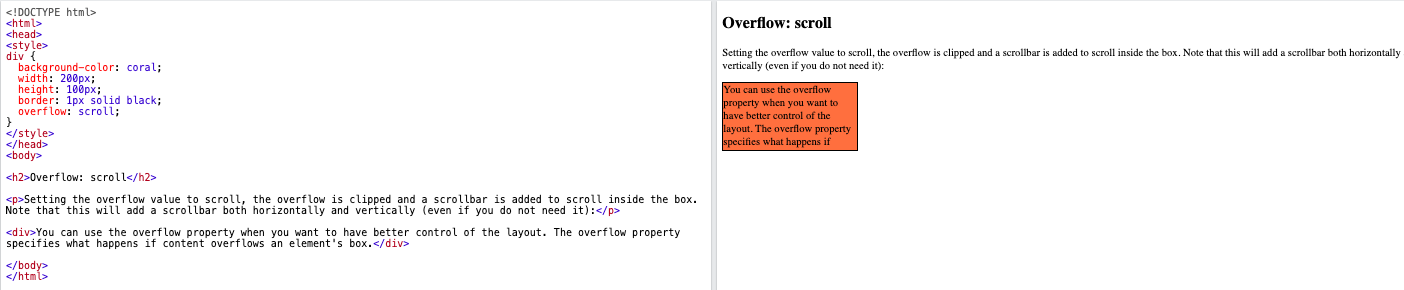 <!DOCTYPE html>
<html>
<head>
<style>
div {
  background-color: coral;
  width: 200px;
  height: 100px;
  border: 1px solid black;
  overflow: scroll;
}
</style>
</head>
<body>

<h2>Overflow: scroll</h2>

<p>Setting the overflow value to scroll, the overflow is clipped and a scrollbar is added to scroll inside the box.
Note that this will add a scrollbar both horizontally and vertically (even if you do not need it):</p>

<div>You can use the overflow property when you want to have better control of the layout. The overflow property
specifies what happens if content overflows an element's box.</div>

</body>
</html>
Overflow: scroll
Setting the overflow value to scroll, the overflow is clipped and a scrollbar is added to scroll inside the box. Note that this will add a scrollbar both horizontally
vertically (even if you do not need it):
You can use the overflow
property when you want to
have better control of the
layout. The overflow property
specifies what happens if